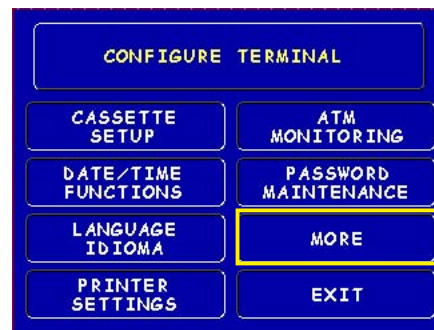 CONFIGURE TERMINAL
CASSETTE
SETUP
ATM
MONITORING
DATE/TIME
FUNCTIONS
PASSWORD
MAINTENANCE
LANGUAGE
IDIOMA
MORE
PRINTER
SETTINGS
EXIT